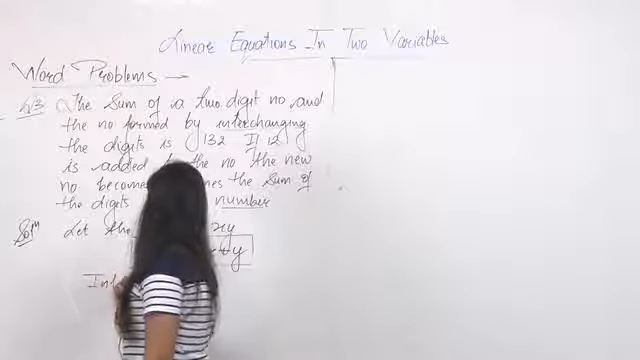 Linear Equations In Two Variables
Word Problems →
The Sum of a two digit no and
the no formed by interchanging
the digits is 132 If 12
is added to the no the new
no becomes the Sum of
the digits number
Solⁿ Let the xy
y
Int